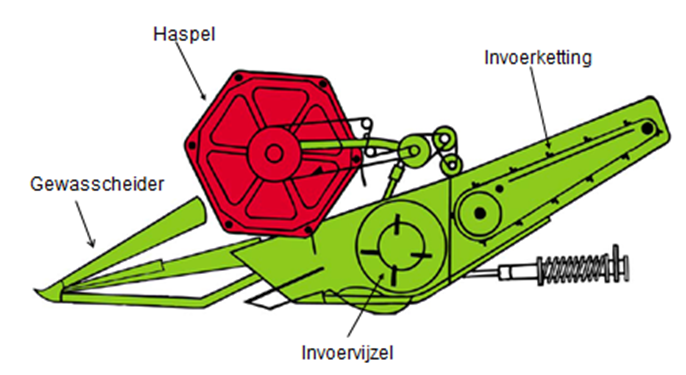 Haspel
Invoerketting
Gewasscheider
Invoervijzel